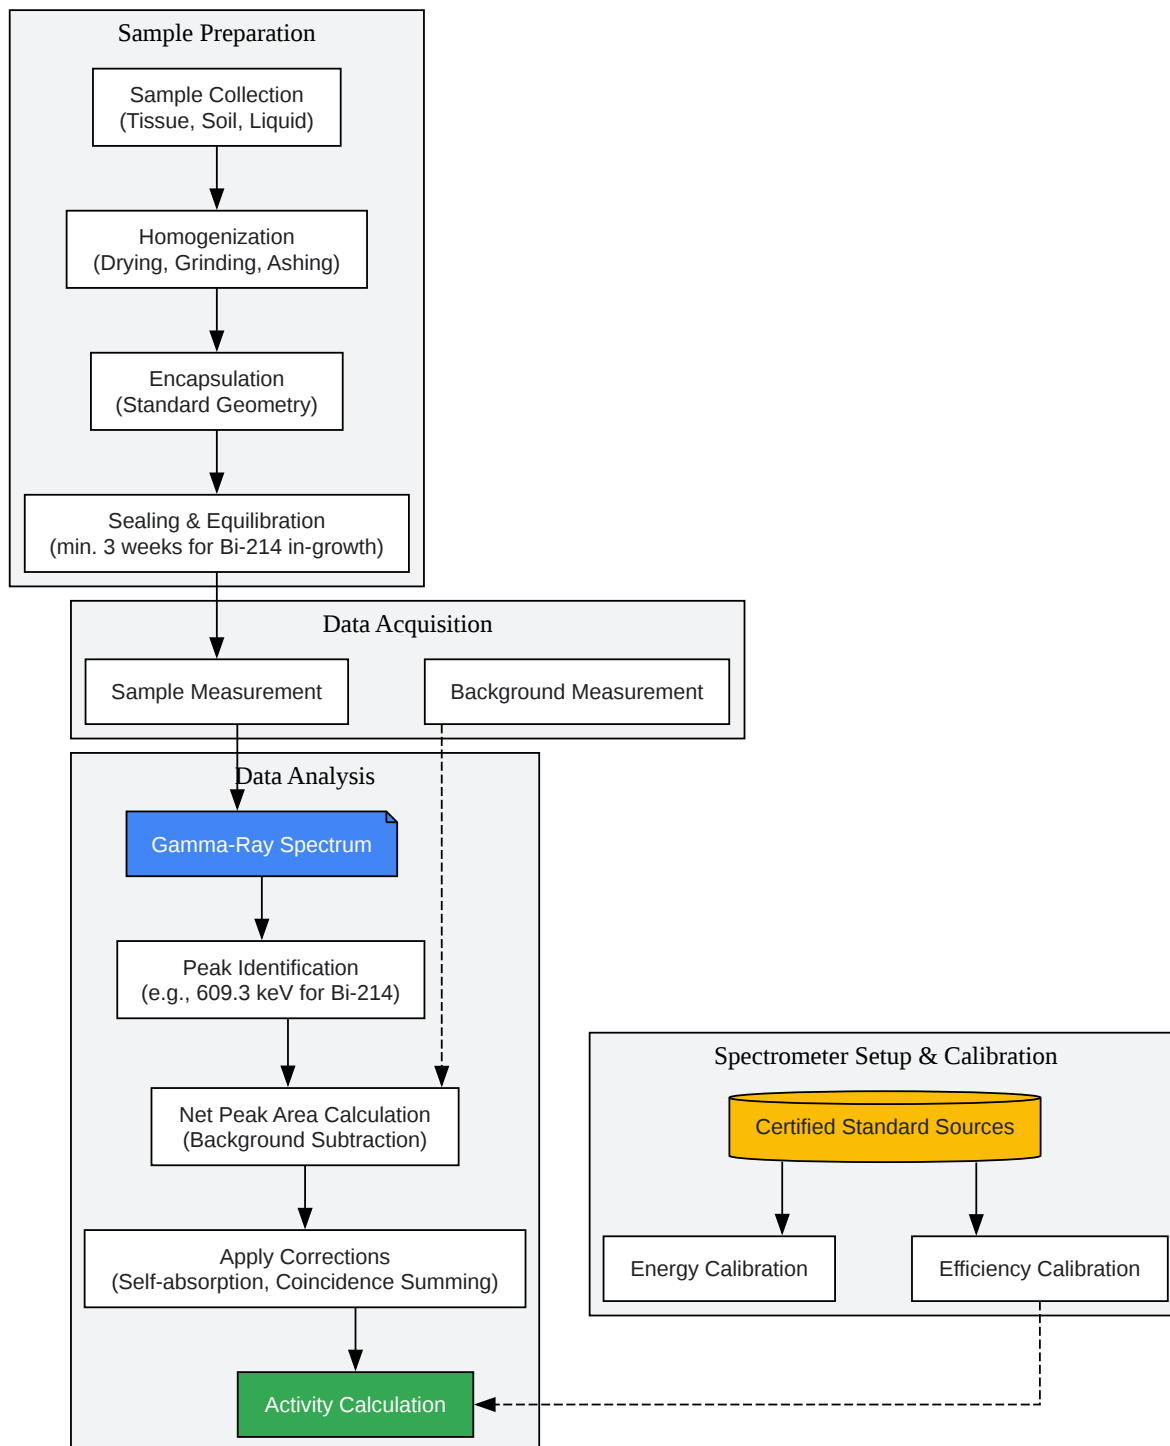 Sample Preparation
Sample Collection
(Tissue, Soil, Liquid)
Homogenization
(Drying, Grinding, Ashing)
Encapsulation
(Standard Geometry)
Sealing & Equilibration
(min. 3 weeks for Bi-214 in-growth)
Data Acquisition
Sample Measurement
Background Measurement
Data Analysis
Gamma-Ray Spectrum
Peak Identification
(e.g., 609.3 keV for Bi-214)
Net Peak Area Calculation
(Background Subtraction)
Apply Corrections
(Self-absorption, Coincidence Summing)
Activity Calculation
Spectrometer Setup & Calibration
Certified Standard Sources
Energy Calibration
Efficiency Calibration